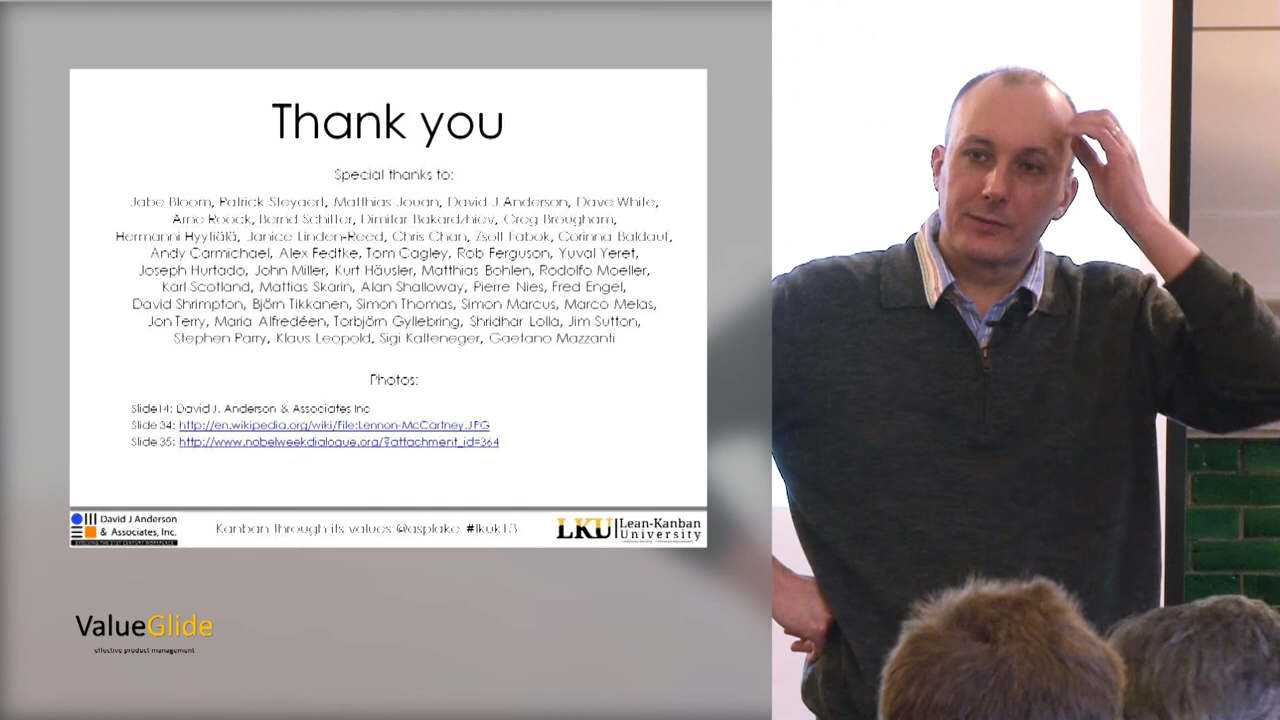 Thank you
Special thanks to:
Jabe Bloom, Patrick Steyaert, Matthias Jouan, David J Anderson, Dave White,
Arne Roock, Bernd Schiffer, Dimitar Bakardzhiev, Greg Brougham,
Hermanni Hyytiälä, Janice Linden-Reed, Chris Chan, Zsolt Fabok, Corinna Baldauf,
Andy Carmichael, Alex Fedtke, Tom Cagley, Rob Ferguson, Yuval Yeret,
Joseph Hurtado, John Miller, Kurt Häusler, Matthias Bohlen, Rodolfo Moeller,
Karl Scotland, Mattias Skarin, Alan Shalloway, Pierre Nies, Fred Engel,
David Shrimpton, Björn Tikkanen, Simon Thomas, Simon Marcus, Marco Melas,
Jon Terry, Maria Alfredéen, Torbjörn Gyllebring, Shridhar Lolla, Jim Sutton,
Stephen Parry, Klaus Leopold, Sigi Kalteneger, Gaetano Mazzanti
Photos:
Slide14: David J. Anderson & Associates Inc
Slide 34: http://en.wikipedia.org/wiki/File:Lennon-McCartney.JPG
Slide 35: http://www.nobelweekdialogue.org/?attachment_id=364
David J Anderson
& Associates, Inc.
EVOLVING THE 21ST CENTURY WORKPLACE
Kanban through its values @asplake #lkuk13
LKU Lean-Kanban
University
ValueGlide
effective product management